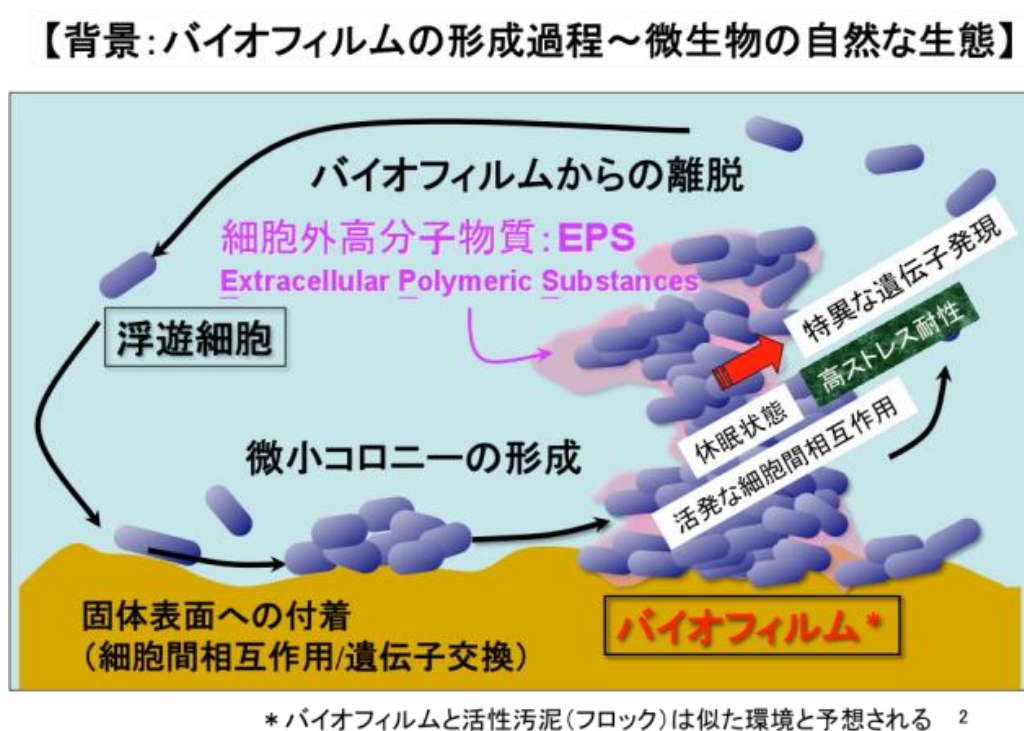 【背景：バイオフィルムの形成過程～微生物の自然な生態】
バイオフィルムからの離脱
細胞外高分子物質：EPS
Extracellular Polymeric Substances
浮遊細胞
特異な遺伝子発現
高ストレス耐性
休眠状態
活発な細胞間相互作用
微小コロニーの形成
固体表面への付着
（細胞間相互作用/遺伝子交換）
バイオフィルム*
* バイオフィルムと活性汚泥（フロック）は似た環境と予想される
2